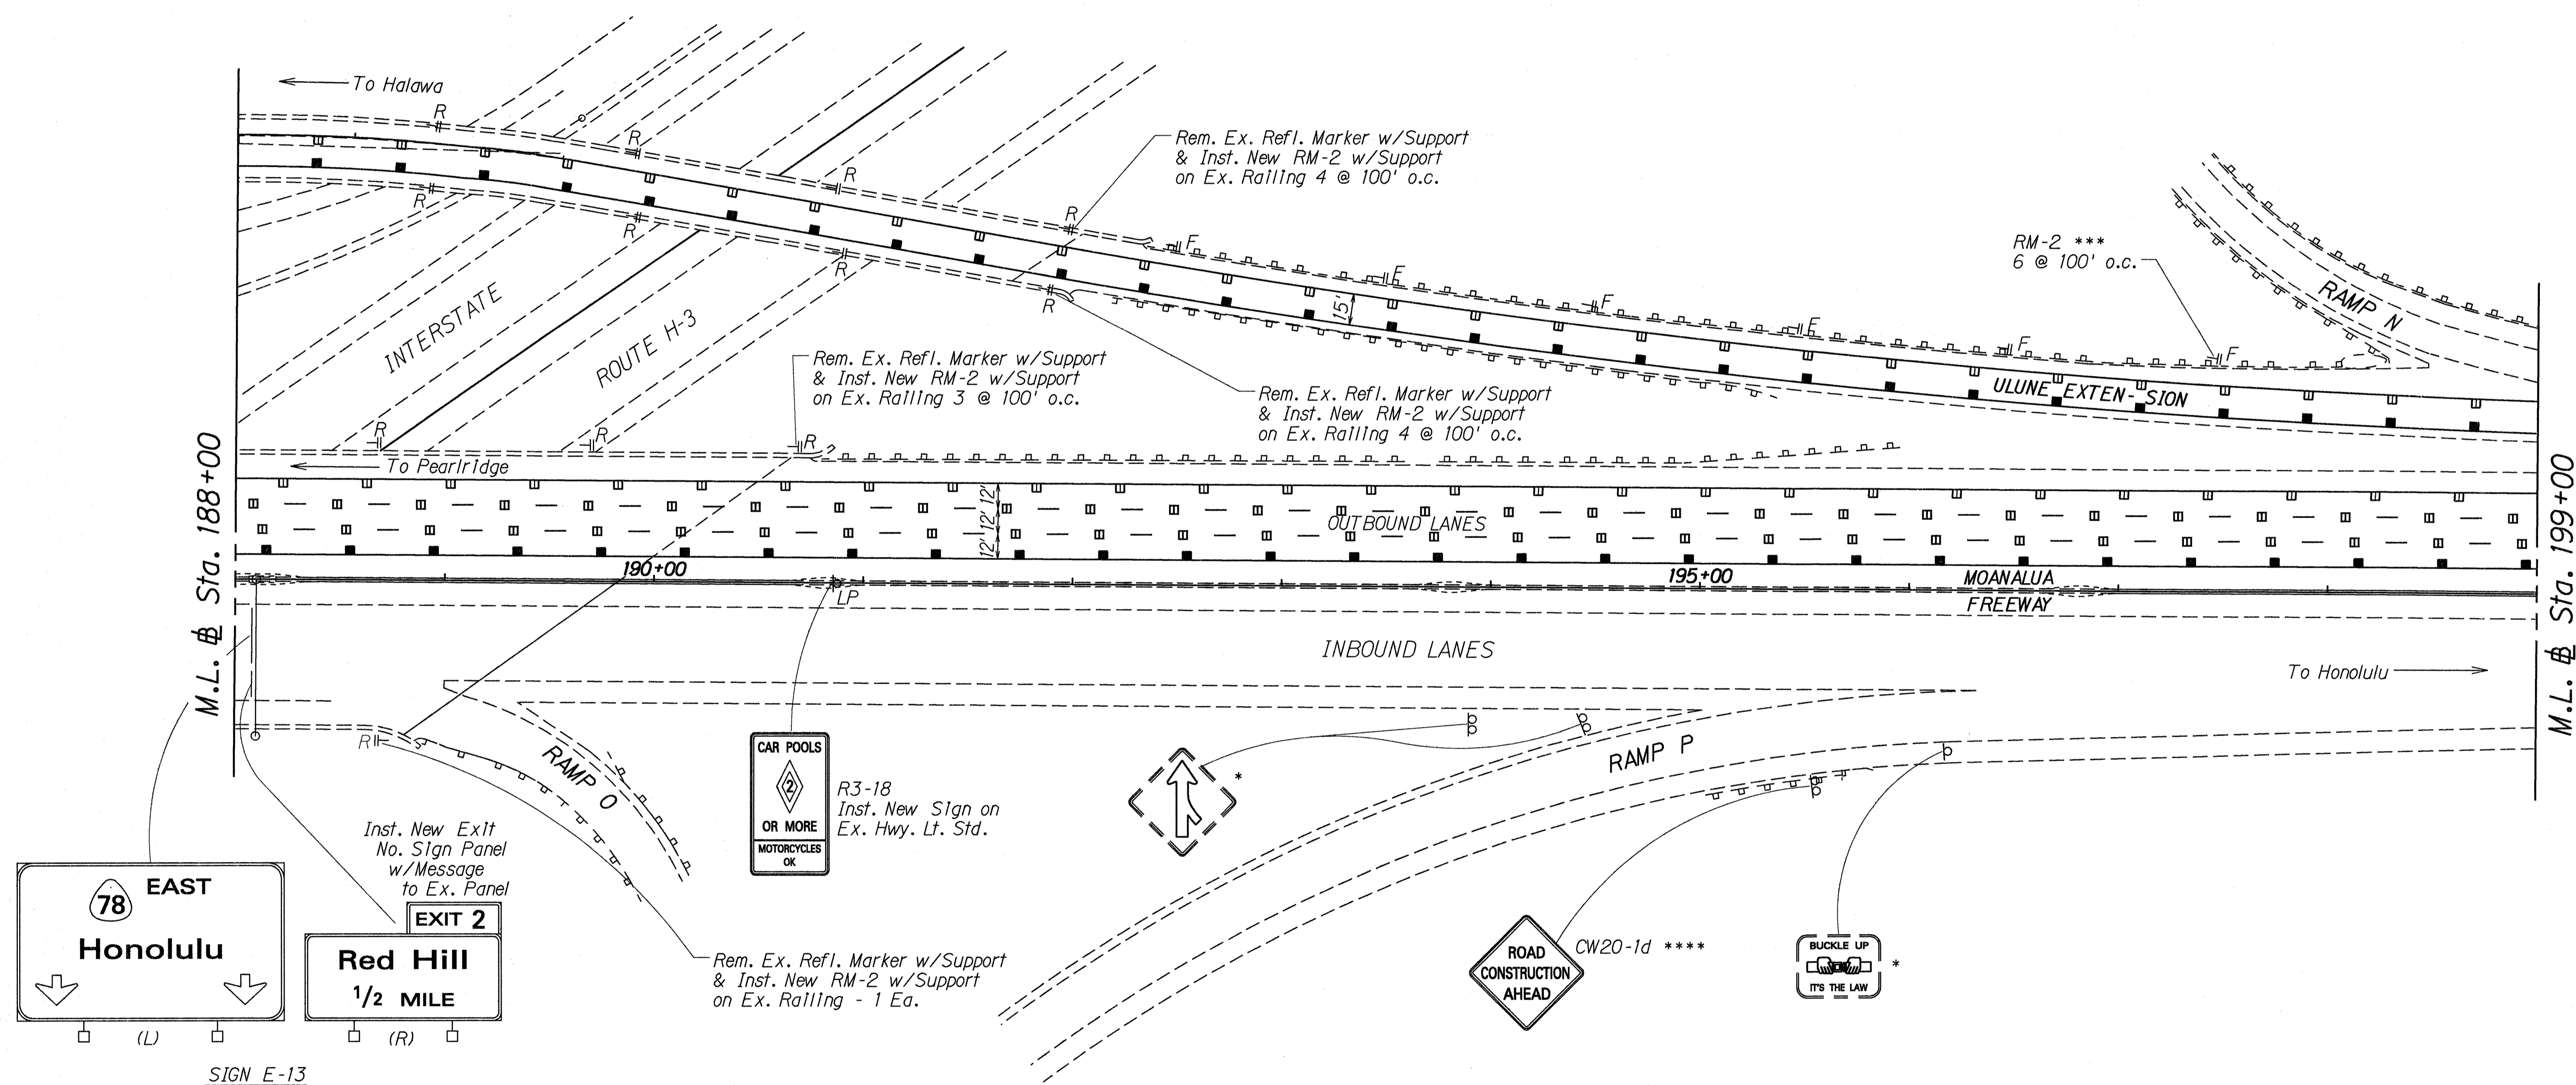 To Halawa
R
R
R
R
Rem. Ex. Refl. Marker w/Support
& Inst. New RM-2 w/Support
on Ex. Railing 4 @ 100' o.c.
R
R
R
R
F
F
F
F
F
F
15'
RM-2 ***
6 @ 100' o.c.
RAMP N
INTERSTATE
ROUTE H-3
Rem. Ex. Refl. Marker w/Support
& Inst. New RM-2 w/Support
on Ex. Railing 3 @ 100' o.c.
Rem. Ex. Refl. Marker w/Support
& Inst. New RM-2 w/Support
on Ex. Railing 4 @ 100' o.c.
ULUNE EXTEN-SION
R
R
R
To Pearlridge
12'
12'
12'
OUTBOUND LANES
190+00
195+00
MOANALUA
FREEWAY
LP
M.L. BL Sta. 188+00
M.L. BL Sta. 199+00
INBOUND LANES
To Honolulu
R
RAMP O
RAMP P
CAR POOLS
2
OR MORE
MOTORCYCLES
OK
R3-18
Inst. New Sign on
Ex. Hwy. Lt. Std.
*
Inst. New Exit
No. Sign Panel
w/Message
to Ex. Panel
78 EAST
Honolulu
(L)
EXIT 2
Red Hill
1/2 MILE
(R)
SIGN E-13
Rem. Ex. Refl. Marker w/Support
& Inst. New RM-2 w/Support
on Ex. Railing - 1 Ea.
ROAD
CONSTRUCTION
AHEAD
CW20-1d ****
BUCKLE UP
IT'S THE LAW
*